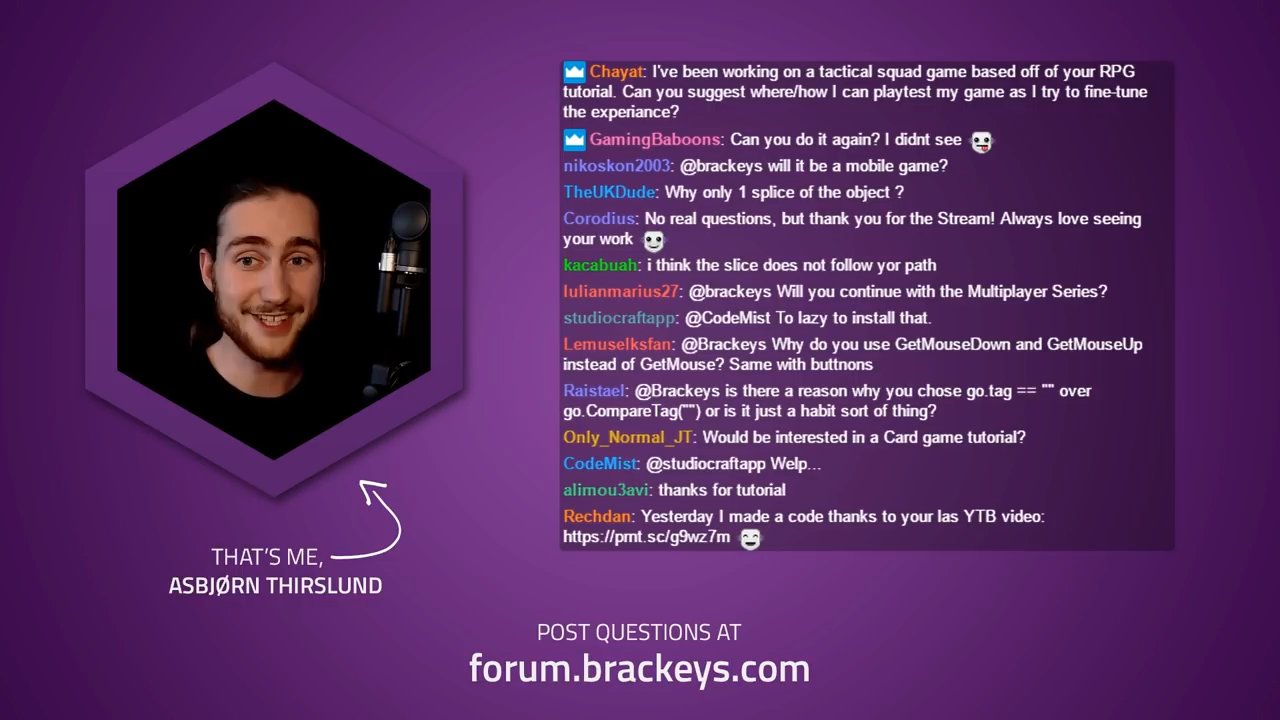 Chayat: I've been working on a tactical squad game based off of your RPG
tutorial. Can you suggest where/how I can playtest my game as I try to fine-tune
the experiance?
GamingBaboons: Can you do it again? I didnt see
nikoskon2003: @brackeys will it be a mobile game?
TheUKDude: Why only 1 splice of the object ?
Corodius: No real questions, but thank you for the Stream! Always love seeing
your work
kacabuah: i think the slice does not follow yor path
Iulianmarius27: @brackeys Will you continue with the Multiplayer Series?
studiocraftapp: @CodeMist To lazy to install that.
Lemuselksfan: @Brackeys Why do you use GetMouseDown and GetMouseUp
instead of GetMouse? Same with buttnons
Raistael: @Brackeys is there a reason why you chose go.tag == "" over
go.CompareTag("") or is it just a habit sort of thing?
Only_Normal_JT: Would be interested in a Card game tutorial?
CodeMist: @studiocraftapp Welp...
alimou3avi: thanks for tutorial
Rechdan: Yesterday I made a code thanks to your las YTB video:
https://pmt.sc/g9wz7m
THAT'S ME,
ASBJØRN THIRSLUND
POST QUESTIONS AT
forum.brackeys.com